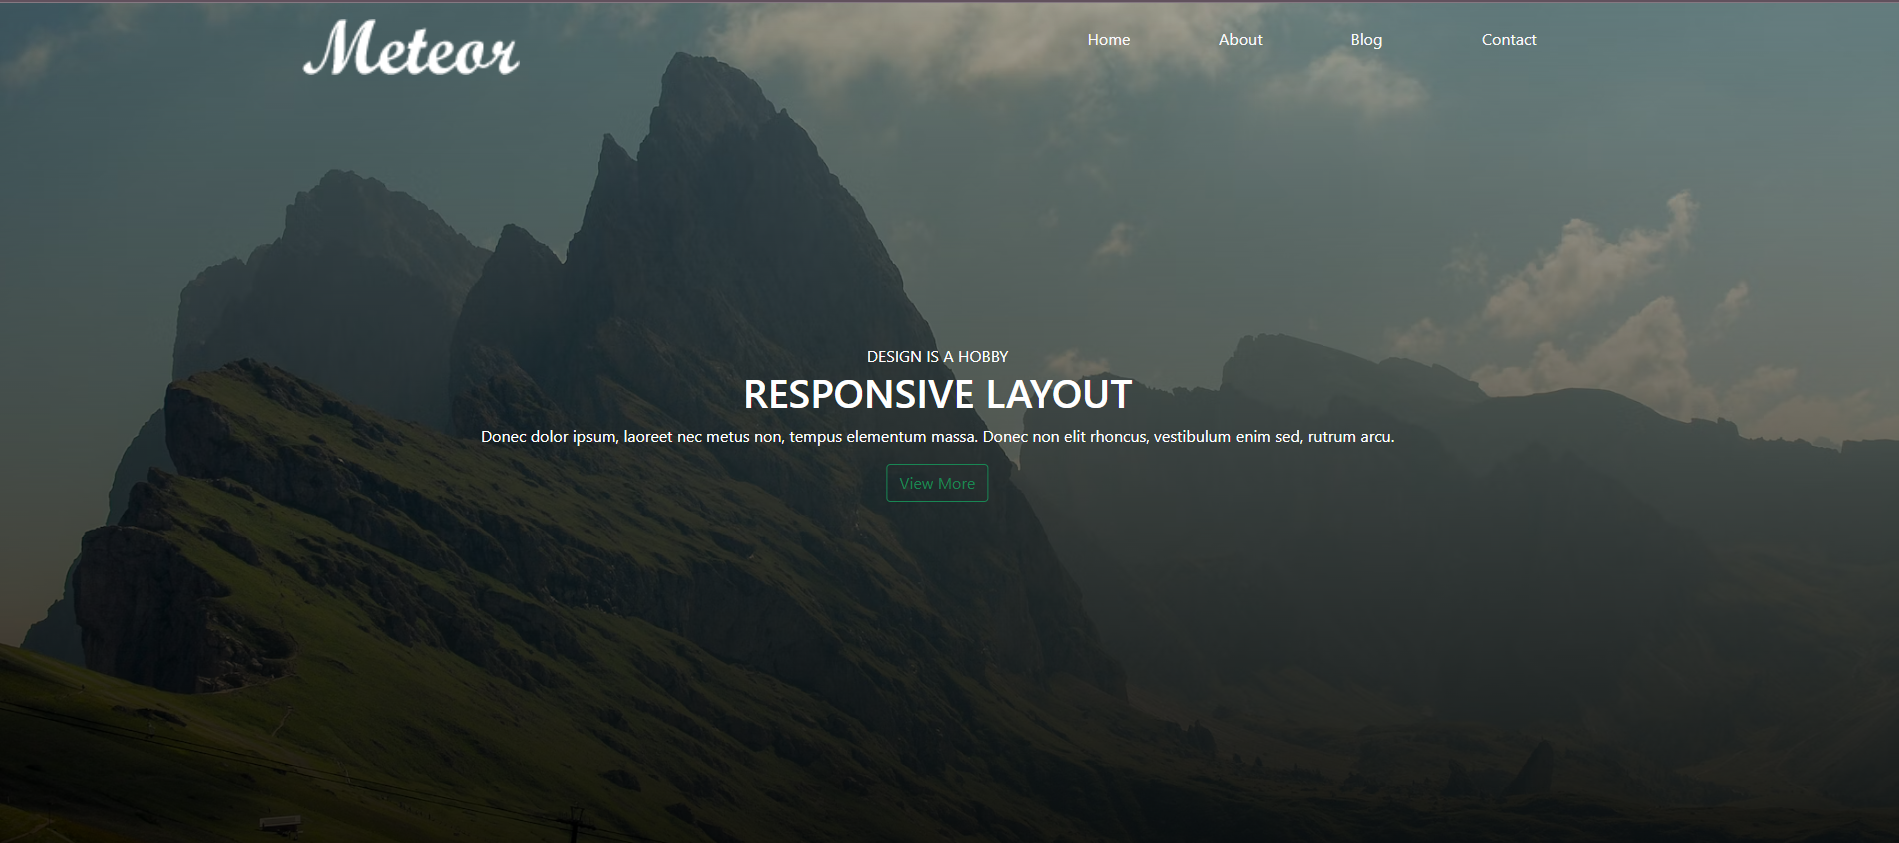 Meteor
Home About Blog Contact
DESIGN IS A HOBBY
RESPONSIVE LAYOUT
Donec dolor ipsum, laoreet nec metus non, tempus elementum massa. Donec non elit rhoncus, vestibulum enim sed, rutrum arcu.
View More